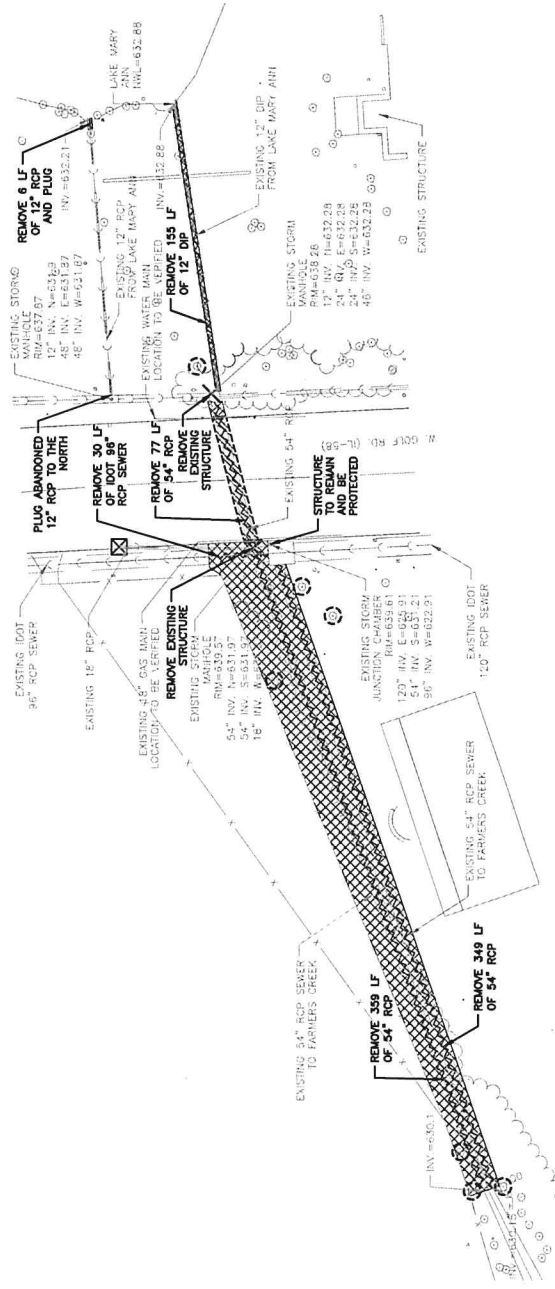 REMOVE 6 LF
OF 12" RCP
AND PLUG
LAKE MARY
ANN
NWL=632.88
EXISTING STORM
MANHOLE
RIM=637.87
48" INV. E=631.87
48" INV. W=631.87
INV.=632.21
EXISTING 12" RCP
FROM LAKE MARY ANN
EXISTING WATER MAIN
LOCATION TO BE VERIFIED
INV.=632.88
REMOVE 155 LF
OF 12" DIP
EXISTING 12" DIP
FROM LAKE MARY ANN
EXISTING STORM
MANHOLE
RIM=638.28
12" INV. N=632.28
24" INV. E=632.28
24" INV. S=632.28
48" INV. W=632.28
EXISTING STRUCTURE
PLUG ABANDONED
12" RCP TO THE
NORTH
REMOVE 30 LF
OF IDOT 96"
RCP SEWER
REMOVE 77 LF
OF 54" RCP
REMOVE
EXISTING
STRUCTURE
EXISTING 54" RCP
W. GOLF RD. (IL-58)
STRUCTURE
TO REMAIN
AND BE
PROTECTED
EXISTING IDOT
96" RCP SEWER
EXISTING 18" RCP
EXISTING 48" GAS MAIN
LOCATION TO BE VERIFIED
REMOVE EXISTING
STRUCTURE
EXISTING STORM
MANHOLE
RIM=639.57
54" INV. N=631.97
54" INV. S=631.97
18" INV.
EXISTING STORM
JUNCTION CHAMBER
RIM=639.61
120" INV. E=625.91
54" INV. S=631.21
96" INV. W=622.91
EXISTING IDOT
120" RCP SEWER
EXISTING 54" RCP SEWER
TO FARMERS CREEK
EXISTING 54" RCP SEWER
TO FARMERS CREEK
REMOVE 359 LF
OF 54" RCP
REMOVE 349 LF
OF 54" RCP
INV.=630.1
INV.=630.15